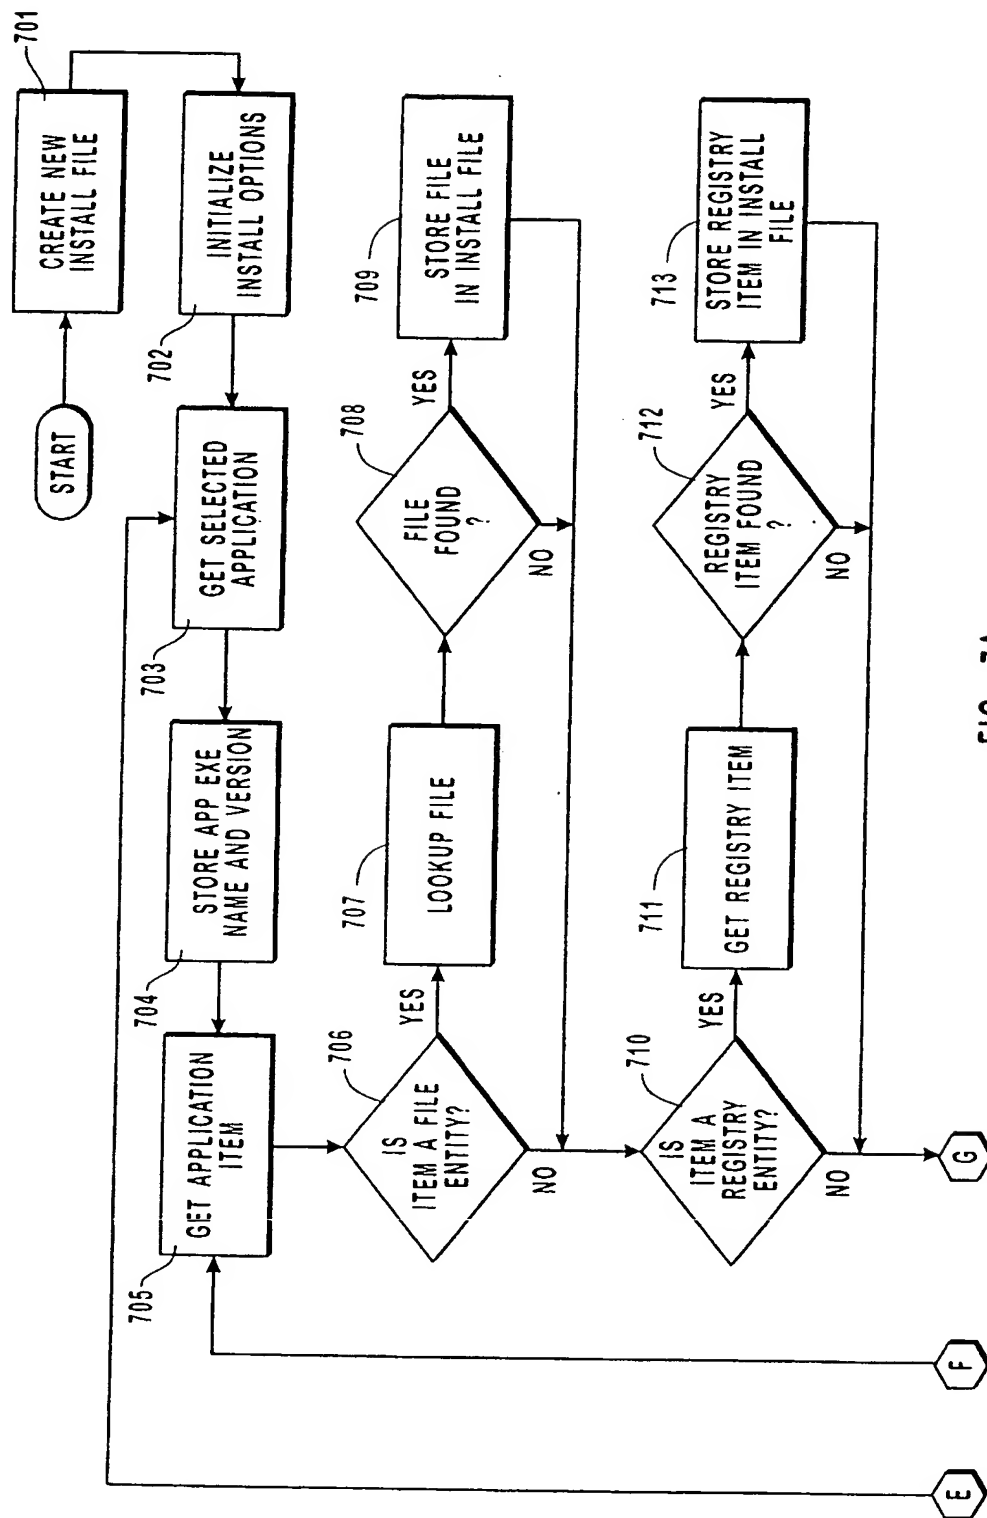 START
701
CREATE NEW
INSTALL FILE
702
INITIALIZE
INSTALL OPTIONS
703
GET SELECTED
APPLICATION
704
STORE APP EXE
NAME AND VERSION
705
GET APPLICATION
ITEM
706
IS
ITEM A FILE
ENTITY?
YES
NO
707
LOOKUP FILE
708
FILE
FOUND
?
YES
NO
709
STORE FILE
IN INSTALL FILE
710
IS
ITEM A
REGISTRY
ENTITY?
YES
NO
711
GET REGISTRY ITEM
712
REGISTRY
ITEM FOUND
?
YES
NO
713
STORE REGISTRY
ITEM IN INSTALL
FILE
E
F
G